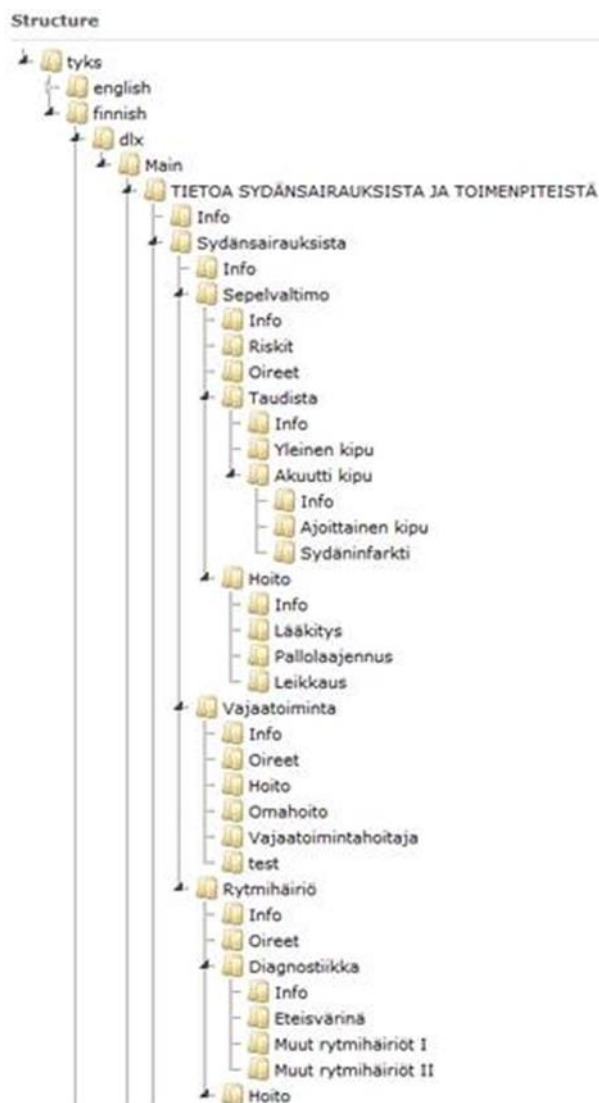 Structure
tyks
english
finnish
dlx
Main
TIETOA SYDÄNSAIRAUKSISTA JA TOIMENPITEISTÄ
Info
Sydänsairauksista
Info
Sepelvaltimo
Info
Riskit
Oireet
Taudista
Info
Yleinen kipu
Akuutti kipu
Info
Ajoittainen kipu
Sydäninfarkti
Hoito
Info
Lääkitys
Pallolaajennus
Leikkaus
Vajaatoiminta
Info
Oireet
Hoito
Omahoito
Vajaatoimintahoitaja
test
Rytmihäiriö
Info
Oireet
Diagnostiikka
Info
Eteisvärinä
Muut rytmihäiriöt I
Muut rytmihäiriöt II
Hoito